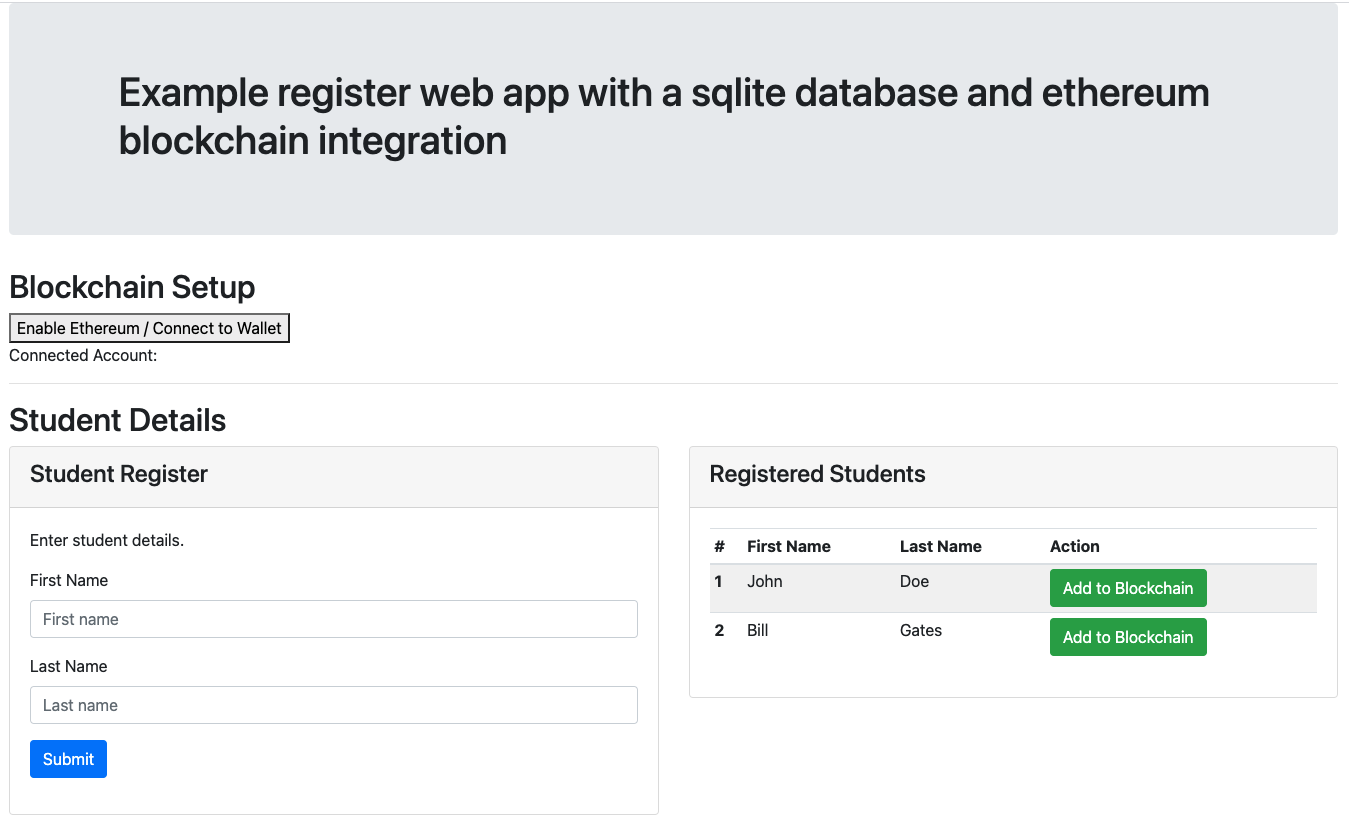 Example register web app with a sqlite database and ethereum
blockchain integration
Blockchain Setup
Enable Ethereum / Connect to Wallet
Connected Account:
Student Details
Student Register
Enter student details.
First Name
First name
Last Name
Last name
Submit
Registered Students
# First Name Last Name Action
1 John Doe Add to Blockchain
2 Bill Gates Add to Blockchain